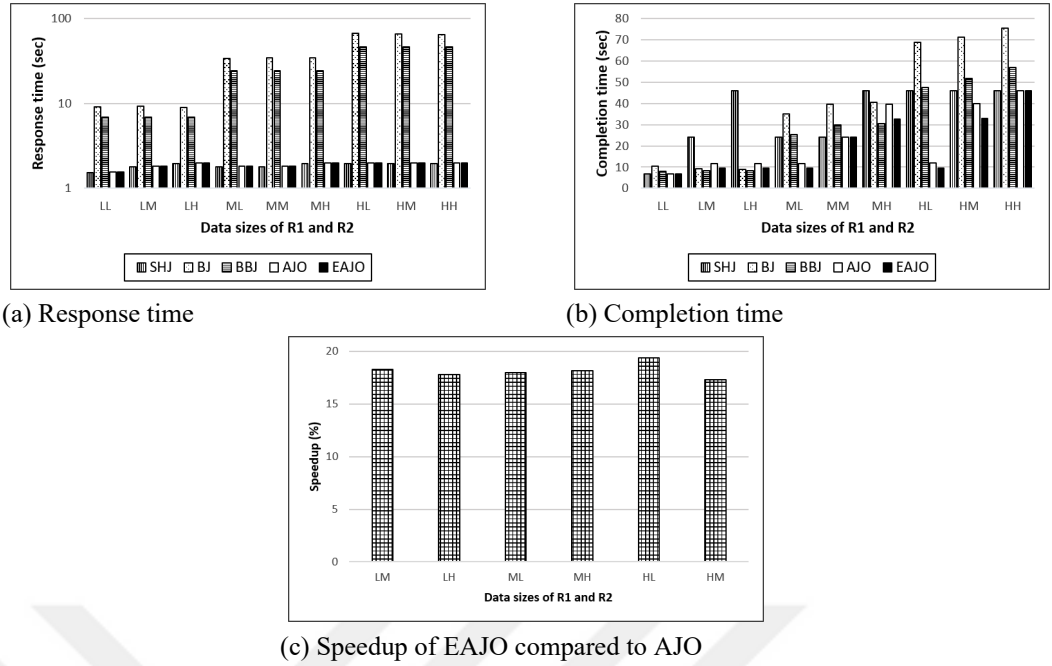 100
10
1
Response time (sec)
LL LM LH ML MM MH HL HM HH
Data sizes of R1 and R2
SHJ BJ BBJ AJO EAJO
(a) Response time
80
70
60
50
40
30
20
10
0
Completion time (sec)
LL LM LH ML MM MH HL HM HH
Data sizes of R1 and R2
SHJ BJ BBJ AJO EAJO
(b) Completion time
20
15
10
5
0
Speedup (%)
LM LH ML MH HL HM
Data sizes of R1 and R2
(c) Speedup of EAJO compared to AJO